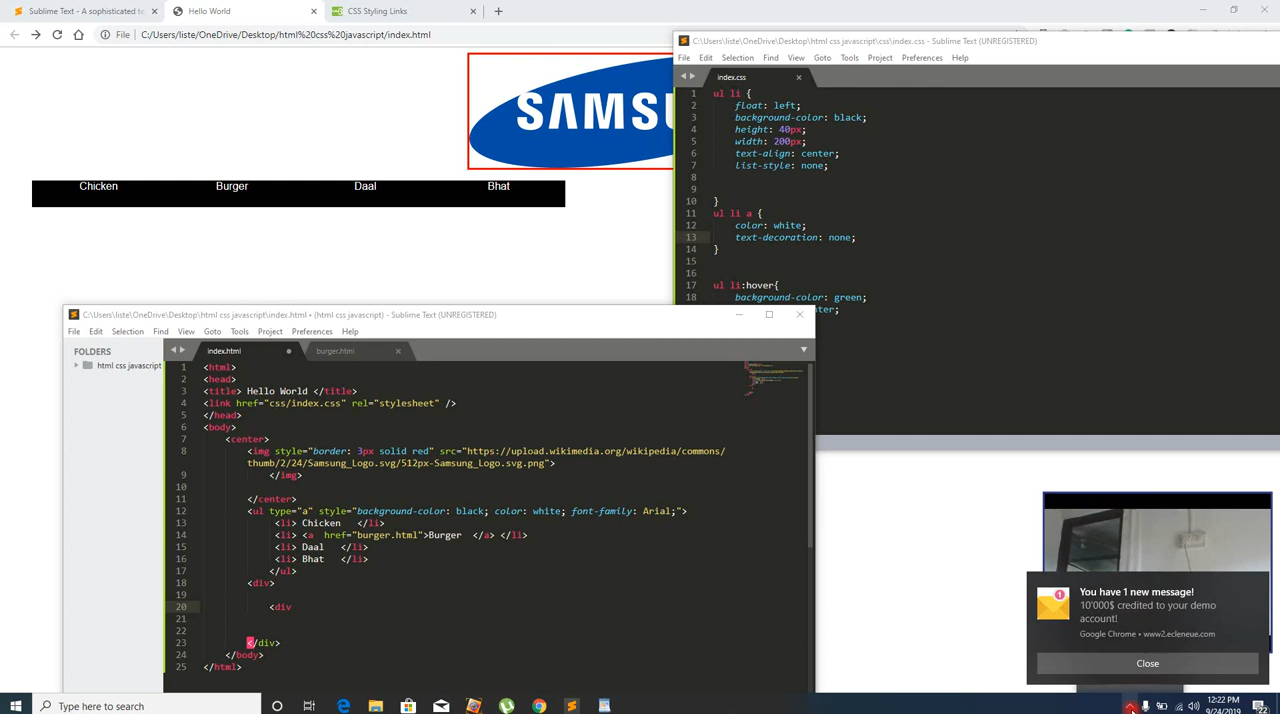 Sublime Text - A sophisticated te
Hello World
CSS Styling Links
File
C:/Users/liste/OneDrive/Desktop/html%20css%20javascript/index.html
SAMSU
Chicken Burger Daal Bhat
C:\Users\liste\OneDrive\Desktop\html css javascript\css\index.css - Sublime Text (UNREGISTERED)
File Edit Selection Find View Goto Tools Project Preferences Help
index.css
1 ul li {
2 float: left;
3 background-color: black;
4 height: 40px;
5 width: 200px;
6 text-align: center;
7 list-style: none;
8
9
10 }
11 ul li a {
12 color: white;
13 text-decoration: none;
14 }
15
16
17 ul li:hover{
18 background-color: green;
nter;
C:\Users\liste\OneDrive\Desktop\html css javascript\index.html • (html css javascript) - Sublime Text (UNREGISTERED)
File Edit Selection Find View Goto Tools Project Preferences Help
FOLDERS
html css javascript
index.html
burger.html
1 <html>
2 <head>
3 <title> Hello World </title>
4 <link href="css/index.css" rel="stylesheet" />
5 </head>
6 <body>
7 <center>
8 <img style="border: 3px solid red" src="https://upload.wikimedia.org/wikipedia/commons/
thumb/2/24/Samsung_Logo.svg/512px-Samsung_Logo.svg.png">
9 </img>
10
11 </center>
12 <ul type="a" style="background-color: black; color: white; font-family: Arial;">
13 <li> Chicken </li>
14 <li> <a href="burger.html">Burger </a> </li>
15 <li> Daal </li>
16 <li> Bhat </li>
17 </ul>
18 <div>
19
20 <div
21
22
23 </div>
24 </body>
25 </html>
1
You have 1 new message!
10'000$ credited to your demo
account!
Google Chrome • www2.ecleneue.com
Close
Type here to search
12:22 PM
9/24/2019
22